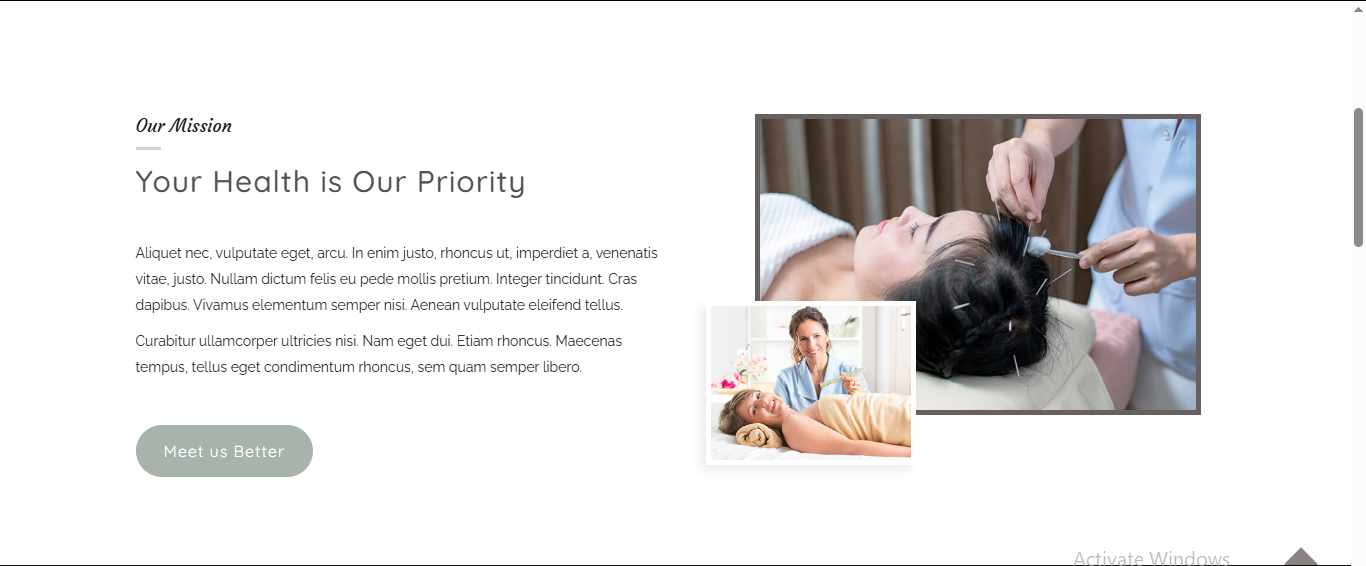 Our Mission
Your Health is Our Priority
Aliquet nec, vulputate eget, arcu. In enim justo, rhoncus ut, imperdiet a, venenatis
vitae, justo. Nullam dictum felis eu pede mollis pretium. Integer tincidunt. Cras
dapibus. Vivamus elementum semper nisi. Aenean vulputate eleifend tellus.
Curabitur ullamcorper ultricies nisi. Nam eget dui. Etiam rhoncus. Maecenas
tempus, tellus eget condimentum rhoncus, sem quam semper libero.
Meet us Better
Activate Windows